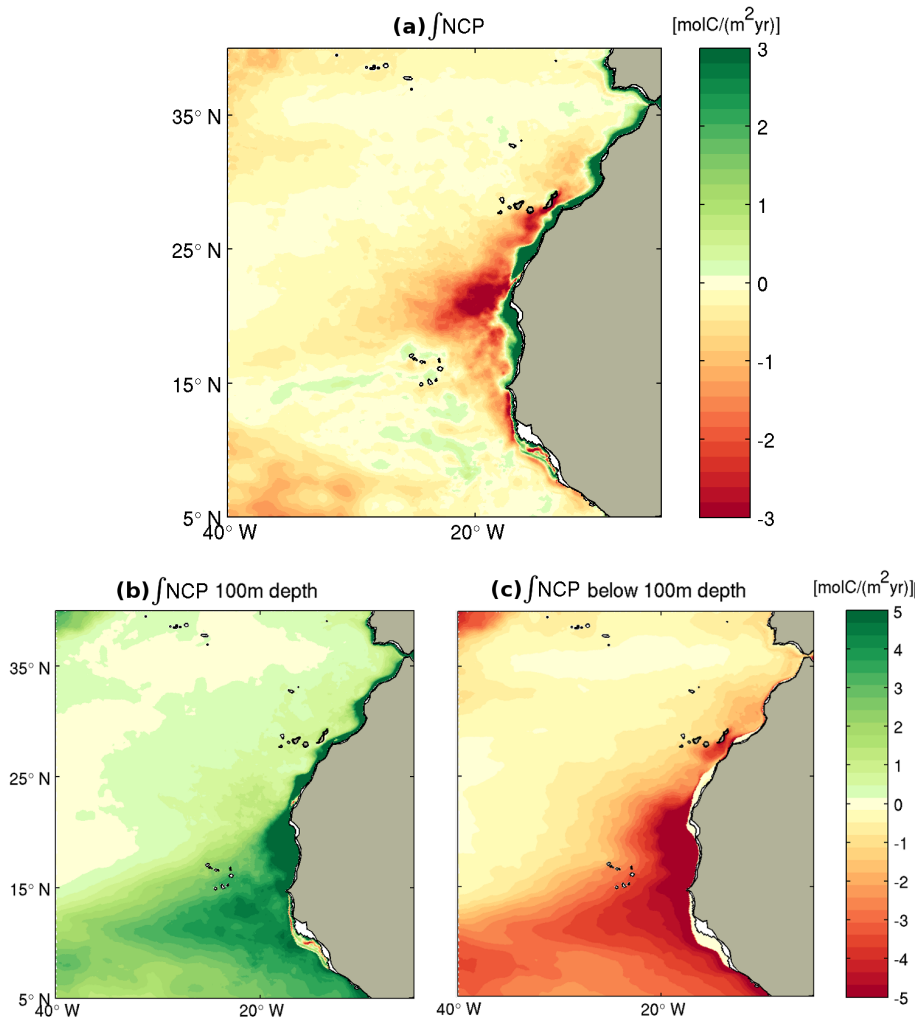 (a) ∫NCP
[molC/(m²yr)]
3
2
1
0
-1
-2
-3
35° N
25° N
15° N
5° N
40° W
20° W
(b) ∫NCP 100m depth
(c) ∫NCP below 100m depth
[molC/(m²yr)]
35° N
25° N
15° N
5° N
40° W
20° W
40° W
20° W
5
4
3
2
1
0
-1
-2
-3
-4
-5